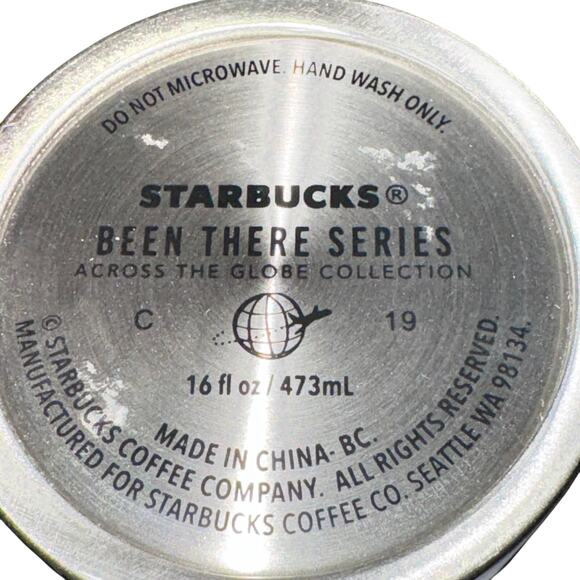 DO NOT MICROWAVE. HAND WASH ONLY.
STARBUCKS®
BEEN THERE SERIES
ACROSS THE GLOBE COLLECTION
C 19
16 fl oz / 473mL
MADE IN CHINA- BC.
© STARBUCKS COFFEE COMPANY. ALL RIGHTS RESERVED.
MANUFACTURED FOR STARBUCKS COFFEE CO. SEATTLE WA 98134.